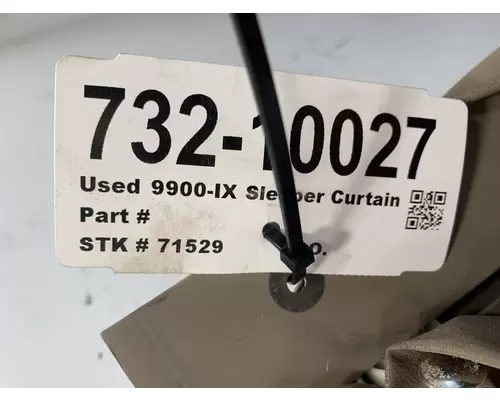 732-10027
Used 9900-IX Sleeper Curtain
Part #
STK # 71529 o.